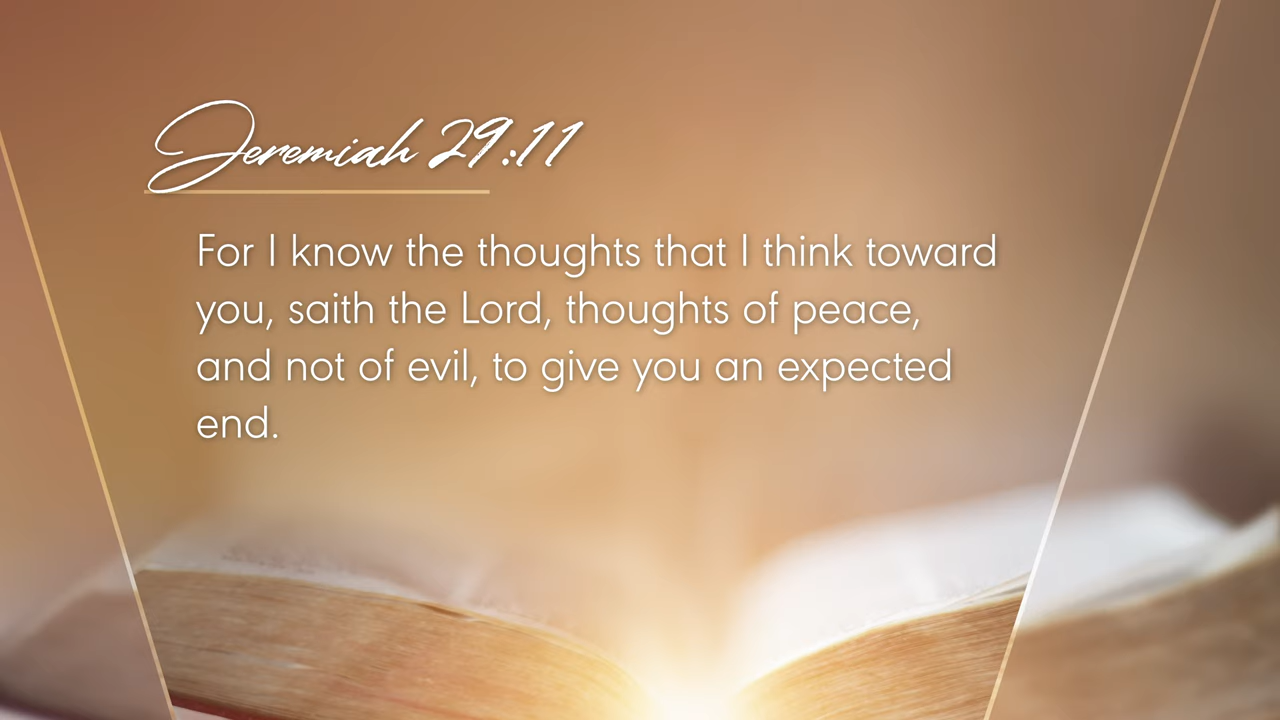 Jeremiah 29:11
For I know the thoughts that I think toward
you, saith the Lord, thoughts of peace,
and not of evil, to give you an expected
end.